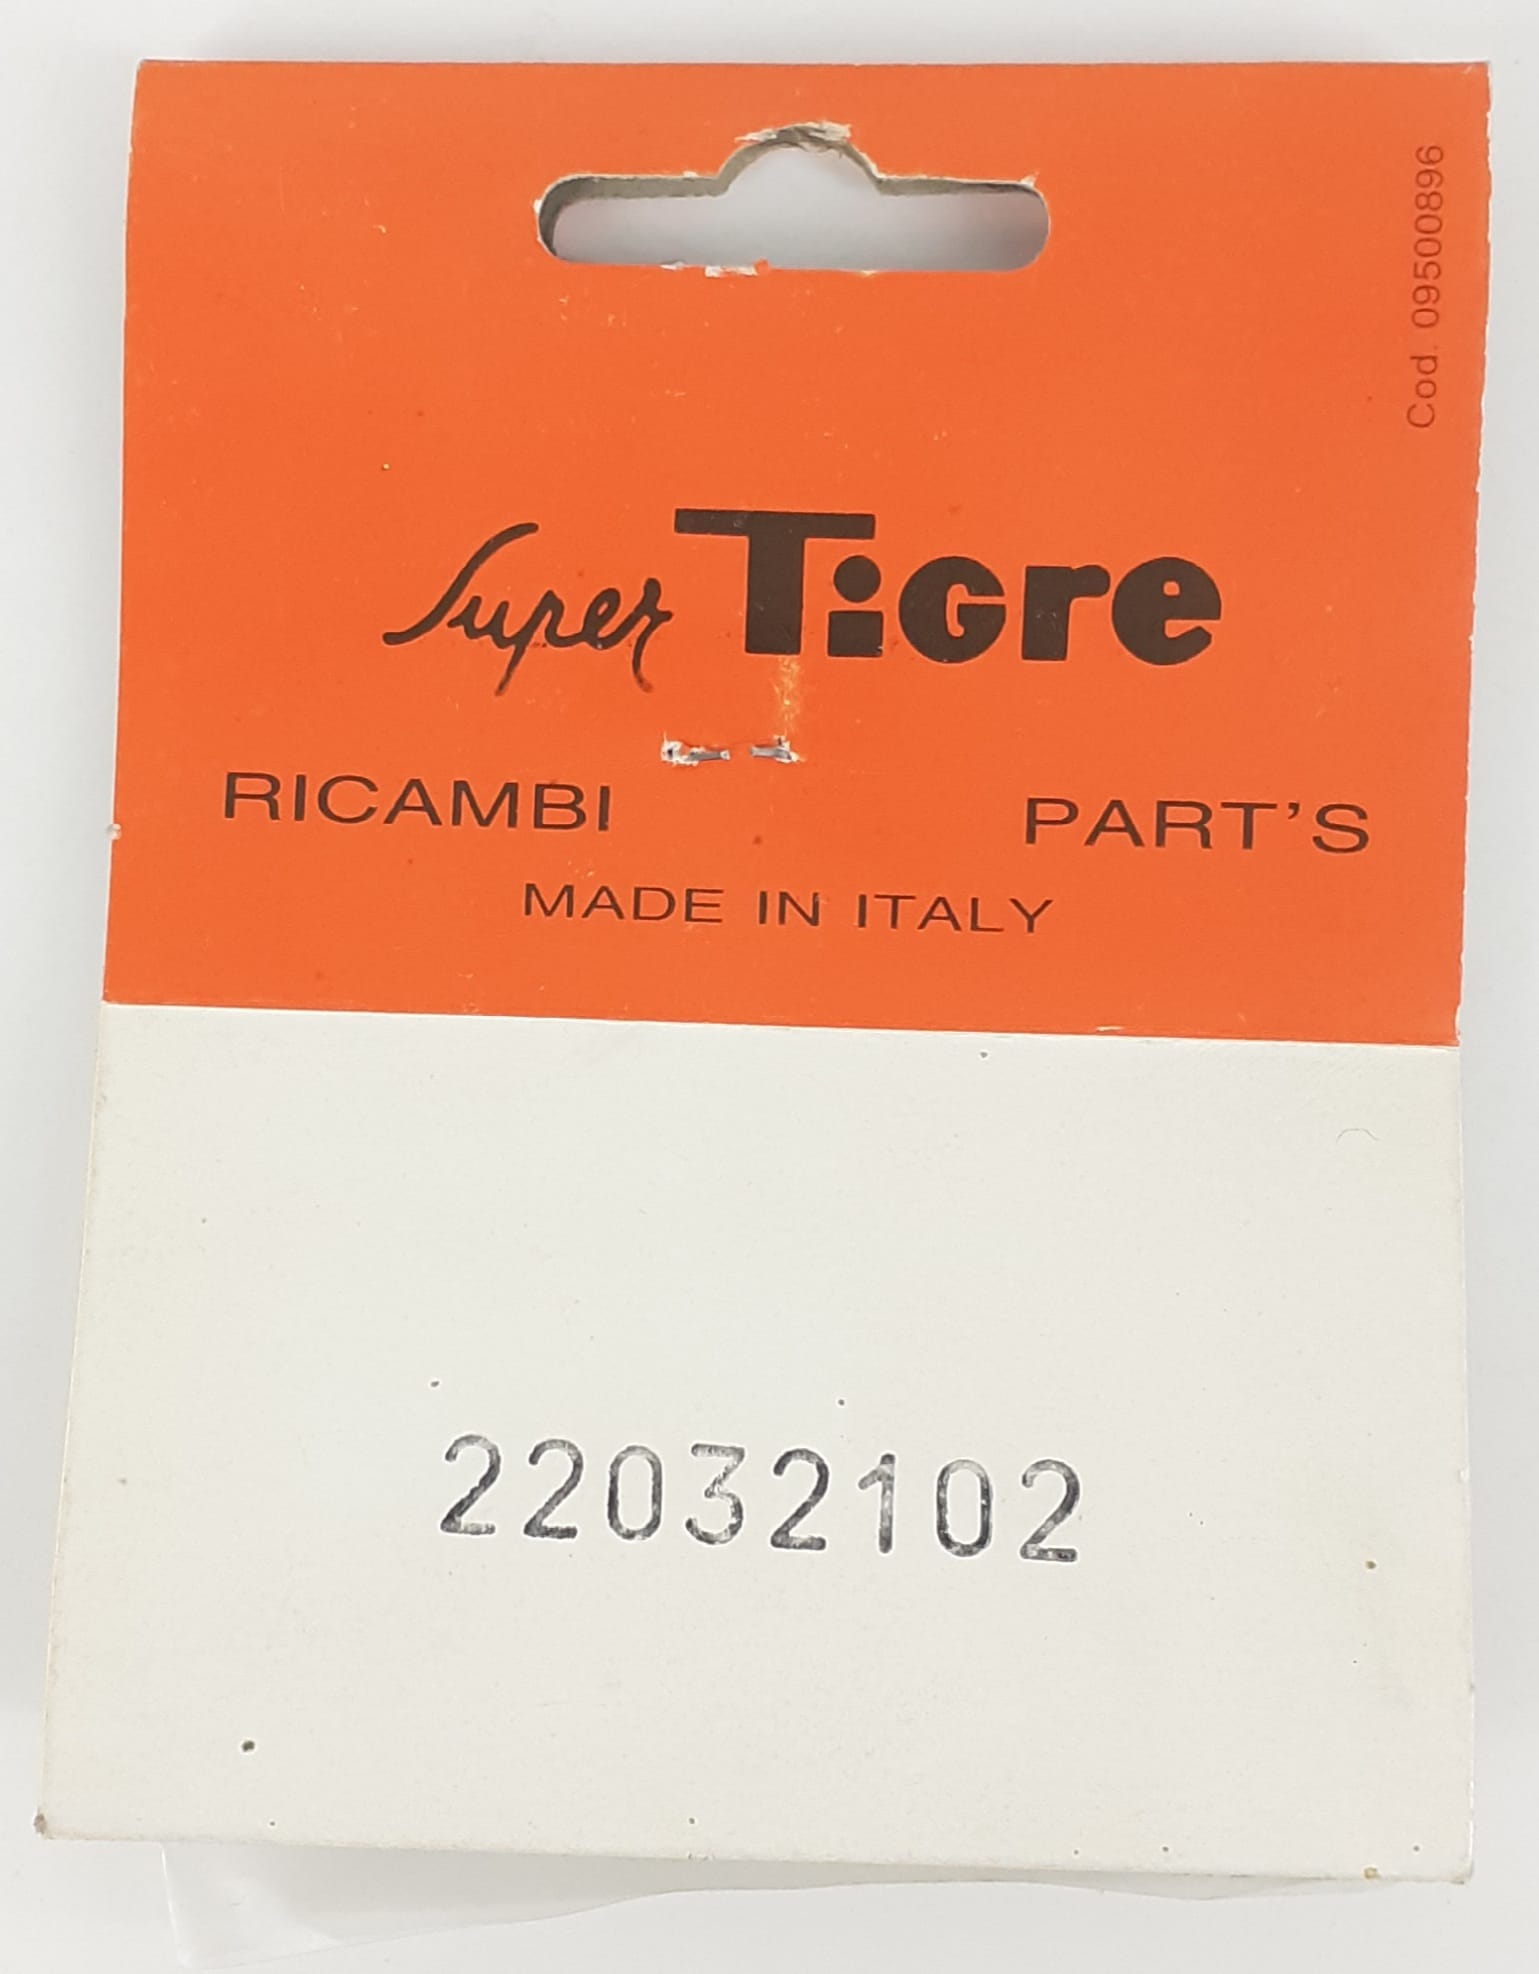 Cod. 09500896
Super TiGre
RICAMBI PART'S
MADE IN ITALY
22032102